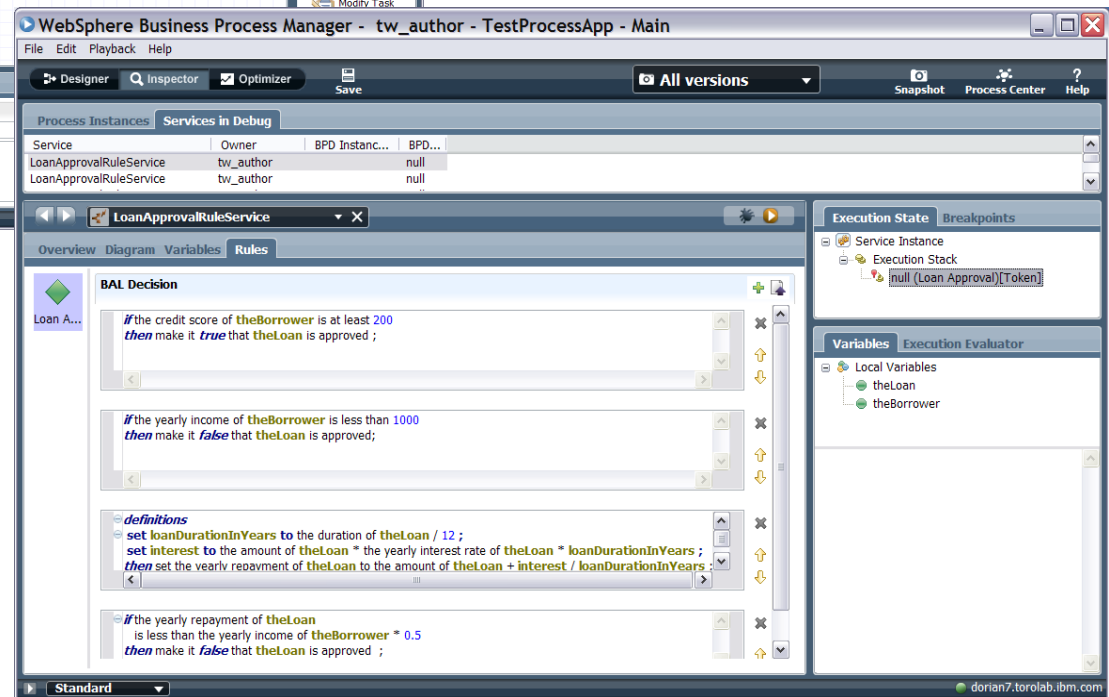 Modify Task
WebSphere Business Process Manager - tw_author - TestProcessApp - Main
File Edit Playback Help
Designer Inspector Optimizer
Save
All versions
Snapshot Process Center Help
Process Instances Services in Debug
Service Owner BPD Instanc... BPD...
LoanApprovalRuleService tw_author null
LoanApprovalRuleService tw_author null
LoanApprovalRuleService
Overview Diagram Variables Rules
Loan A...
BAL Decision
if the credit score of theBorrower is at least 200
then make it true that theLoan is approved ;
if the yearly income of theBorrower is less than 1000
then make it false that theLoan is approved;
definitions
set loanDurationInYears to the duration of theLoan / 12 ;
set interest to the amount of theLoan * the yearly interest rate of theLoan * loanDurationInYears ;
then set the yearly repayment of theLoan to the amount of theLoan + interest / loanDurationInYears ;
if the yearly repayment of theLoan
is less than the yearly income of theBorrower * 0.5
then make it false that theLoan is approved ;
Execution State Breakpoints
Service Instance
Execution Stack
null (Loan Approval)[Token]
Variables Execution Evaluator
Local Variables
theLoan
theBorrower
Standard
dorian7.torolab.ibm.com